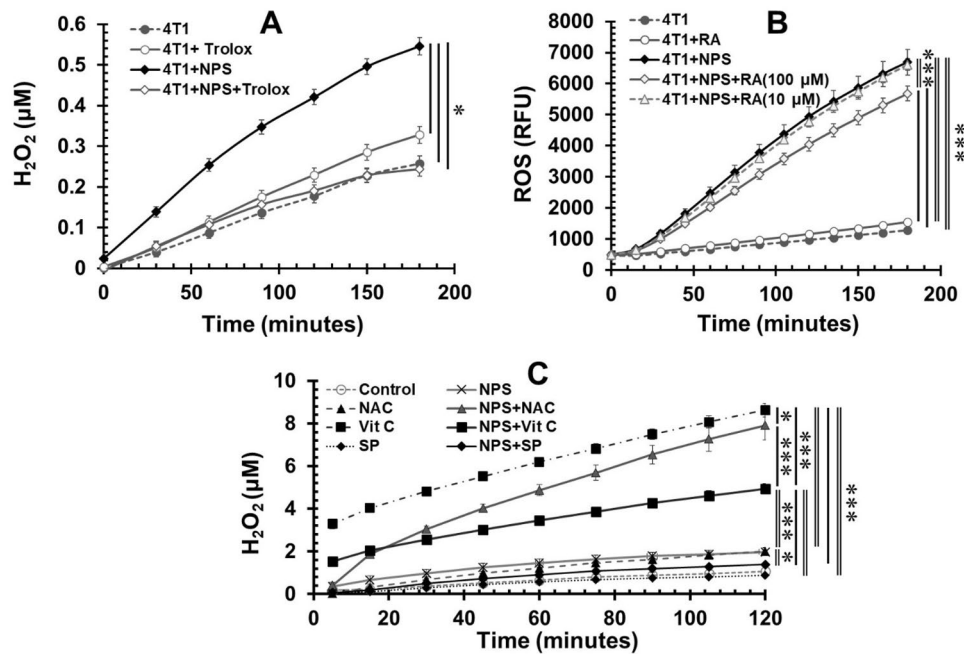 A
4T1
4T1+ Trolox
4T1+NPS
4T1+NPS+Trolox
0.6
0.5
0.4
0.3
0.2
0.1
0
H₂O₂ (µM)
0 50 100 150 200
Time (minutes)
*
B
4T1
4T1+RA
4T1+NPS
4T1+NPS+RA(100 µM)
4T1+NPS+RA(10 µM)
8000
7000
6000
5000
4000
3000
2000
1000
0
ROS (RFU)
0 50 100 150 200
Time (minutes)
***
***
C
Control NPS
NAC NPS+NAC
Vit C NPS+Vit C
SP NPS+SP
10
8
6
4
2
0
H₂O₂ (µM)
0 20 40 60 80 100 120
Time (minutes)
*
***
***
***
*
***